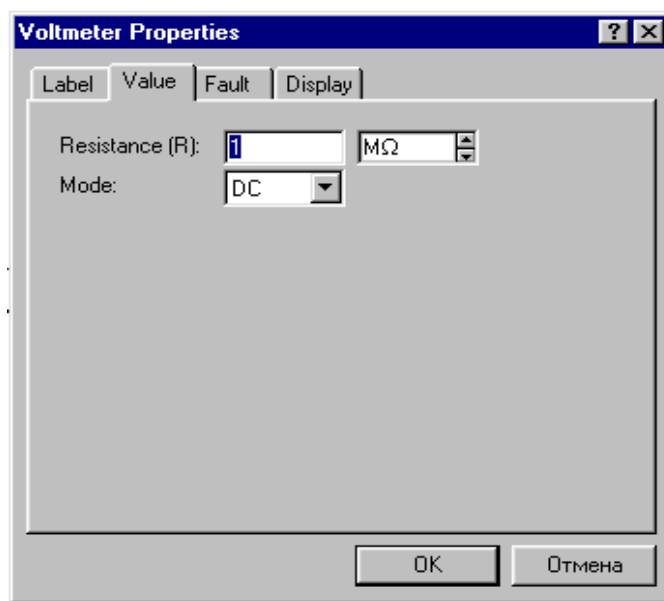 Voltmeter Properties
Label Value Fault Display
Resistance (R): 1 MΩ
Mode: DC
OK Отмена